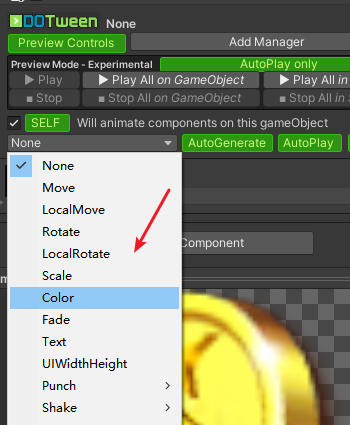 DOTween None
Preview Controls Add Manager
Preview Mode - Experimental AutoPlay only
▶ Play ▶ Play All on GameObject ▶ Play All in
■ Stop ■ Stop All on GameObject ■ Stop All in
✓ SELF Will animate components on this gameObject
None AutoGenerate AutoPlay
✓ None
Move
LocalMove
Rotate
LocalRotate
Component
Scale
Color
Fade
Text
UIWidthHeight
Punch >
Shake >